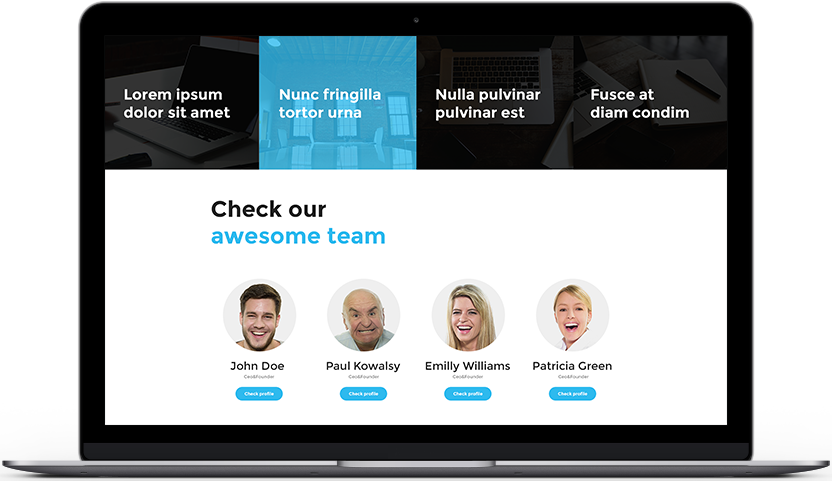 Lorem ipsum
dolor sit amet
Nunc fringilla
tortor urna
Nulla pulvinar
pulvinar est
Fusce at
diam condim
Check our
awesome team
John Doe
Paul Kowalsy
Emilly Williams
Patricia Green
Ceo&Founder
Ceo&Founder
Ceo&Founder
Ceo&Founder
Check profile
Check profile
Check profile
Check profile